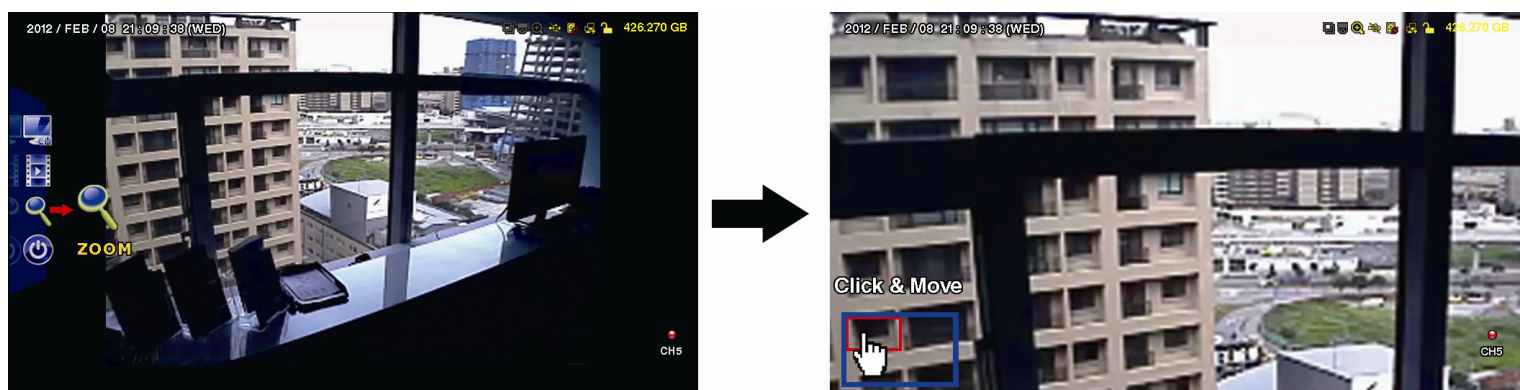 2012 / FEB / 08 21 : 09 : 38 (WED)
426.270 GB
ZOOM
CH5
2012 / FEB / 08 21 : 09 : 38 (WED)
426.270 GB
Click & Move
CH5